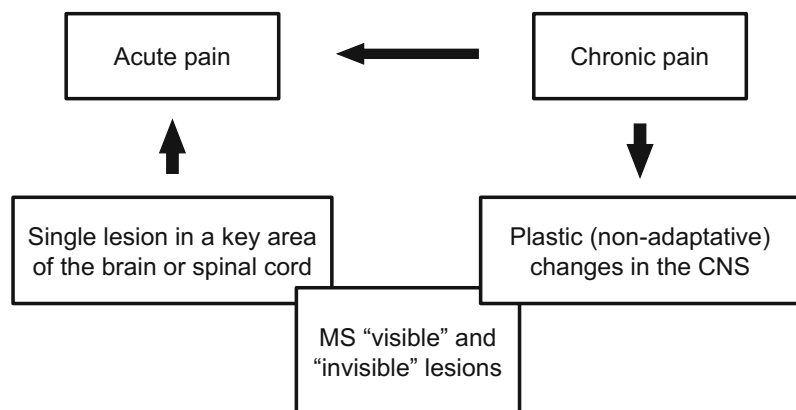 Acute pain
Chronic pain
Single lesion in a key area
of the brain or spinal cord
Plastic (non-adaptative)
changes in the CNS
MS “visible” and
“invisible” lesions